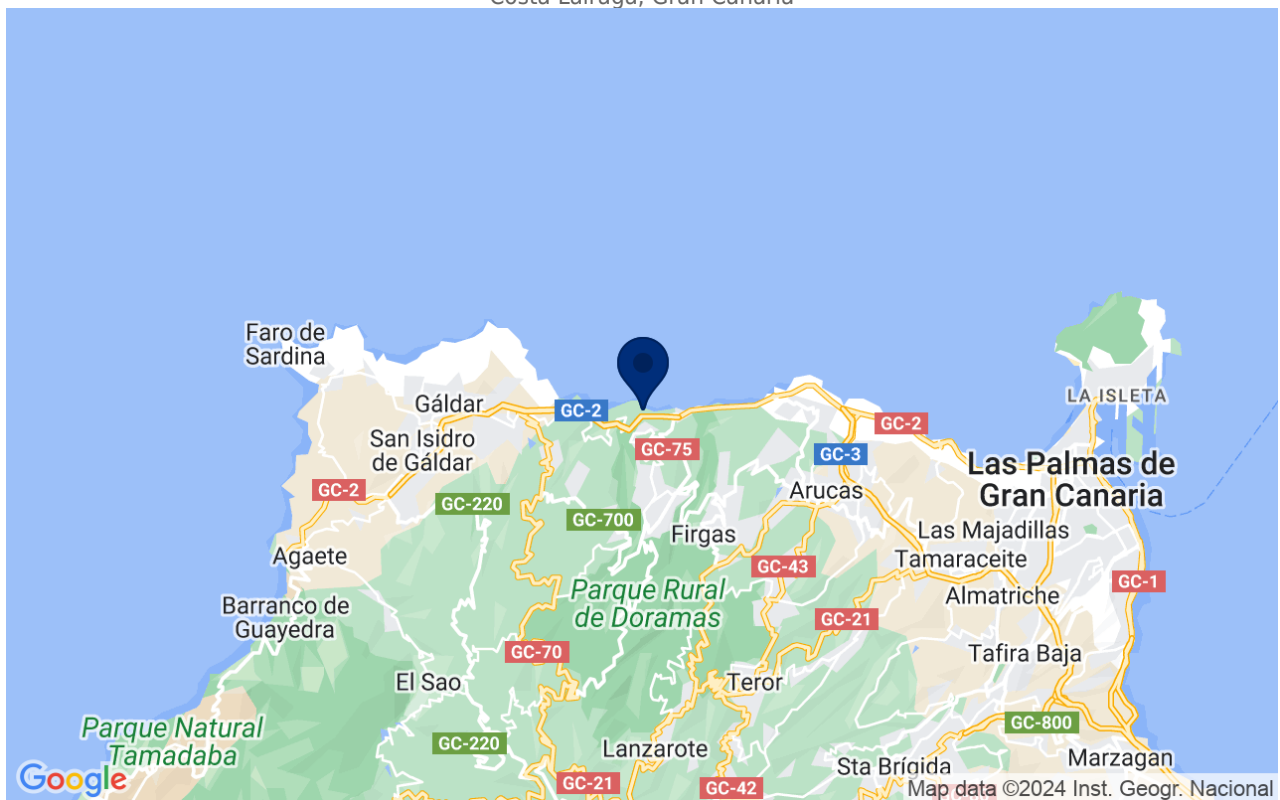 Costa Lairaga, Gran Canaria
Faro de
Sardina
Gáldar
GC-2
LA ISLETA
GC-2
San Isidro
de Gáldar
GC-75
GC-3
Las Palmas de
Gran Canaria
GC-2
GC-220
Arucas
GC-700
Firgas
Las Majadillas
Agaete
Tamaraceite
GC-43
GC-1
Parque Rural
de Doramas
Almatriche
Barranco de
Guayedra
GC-21
GC-70
Tafira Baja
El Sao
Teror
Parque Natural
Tamadaba
GC-800
GC-220
Lanzarote
Marzagan
Sta Brígida
Google
GC-21
GC-42
Map data ©2024 Inst. Geogr. Nacional